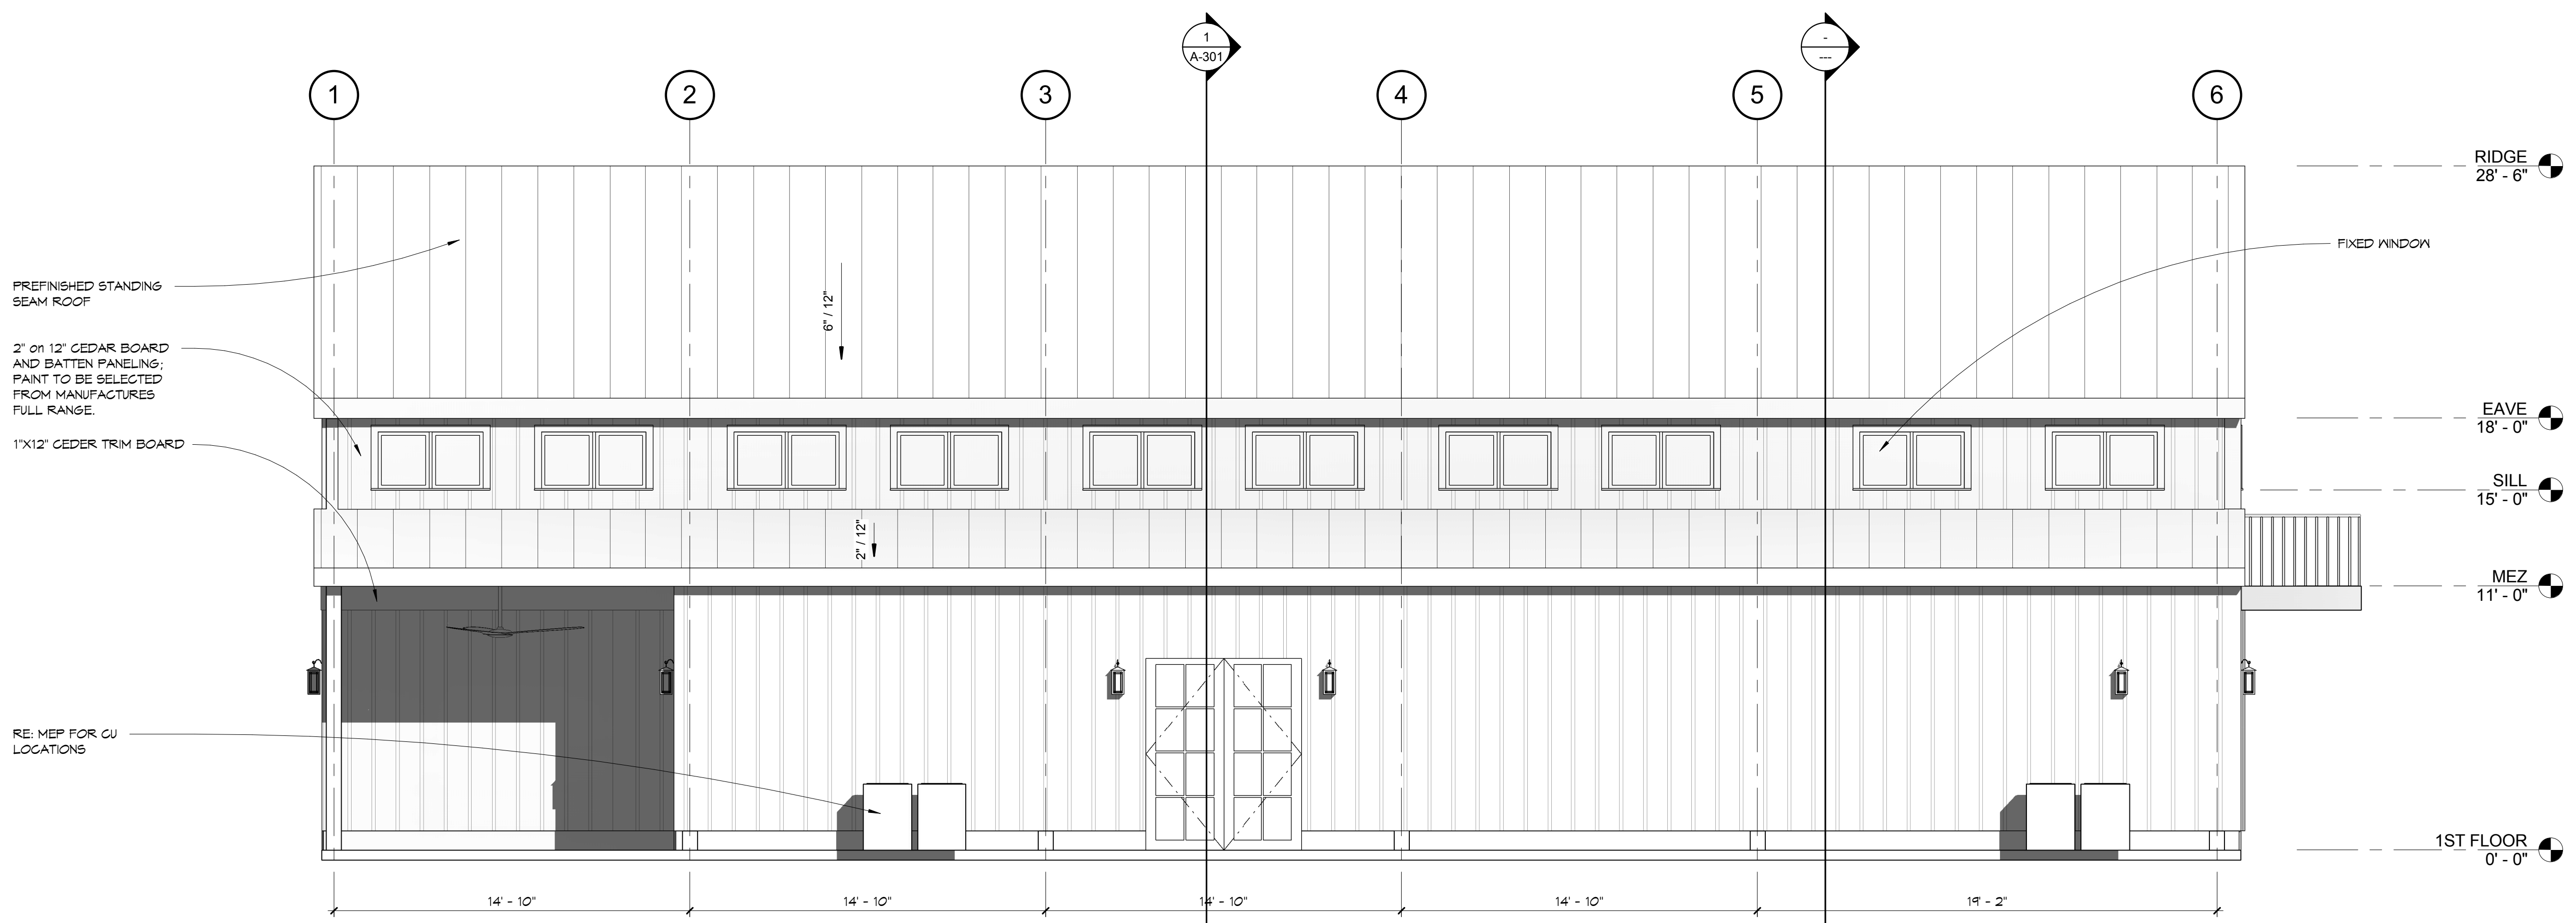 1
A-301
-
---
1
2
3
4
5
6
RIDGE
28' - 6"
FIXED WINDOW
PREFINISHED STANDING
SEAM ROOF
6" / 12"
2" on 12" CEDAR BOARD
AND BATTEN PANELING;
PAINT TO BE SELECTED
FROM MANUFACTURES
FULL RANGE.
EAVE
18' - 0"
1"X12" CEDER TRIM BOARD
SILL
15' - 0"
2" / 12"
MEZ
11' - 0"
RE: MEP FOR CU
LOCATIONS
1ST FLOOR
0' - 0"
14' - 10"
14' - 10"
14' - 10"
14' - 10"
19' - 2"